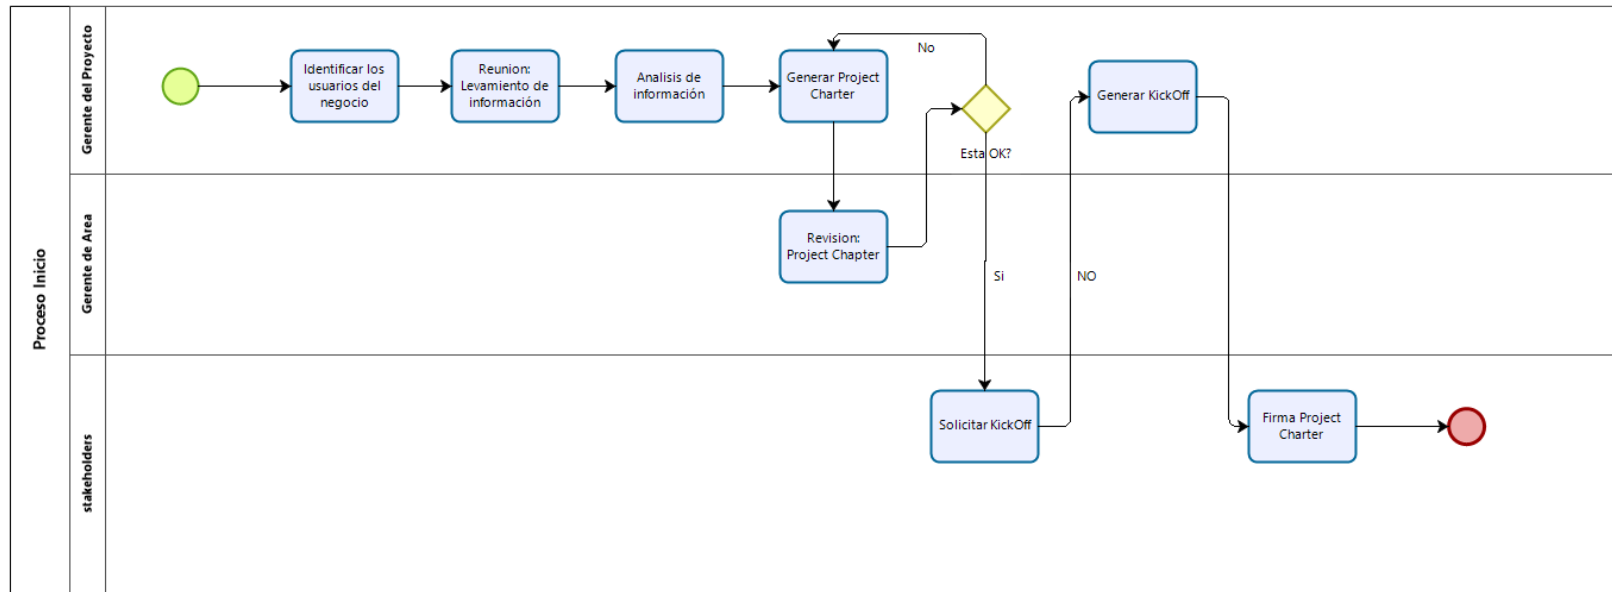 Proceso Inicio
Gerente del Proyecto
Identificar los
usuarios del
negocio
Reunion:
Levamiento de
información
Analisis de
información
Generar Project
Charter
No
Esta OK?
Generar KickOff
Gerente de Area
Revision:
Project Chapter
Si
NO
stakeholders
Solicitar KickOff
Firma Project
Charter